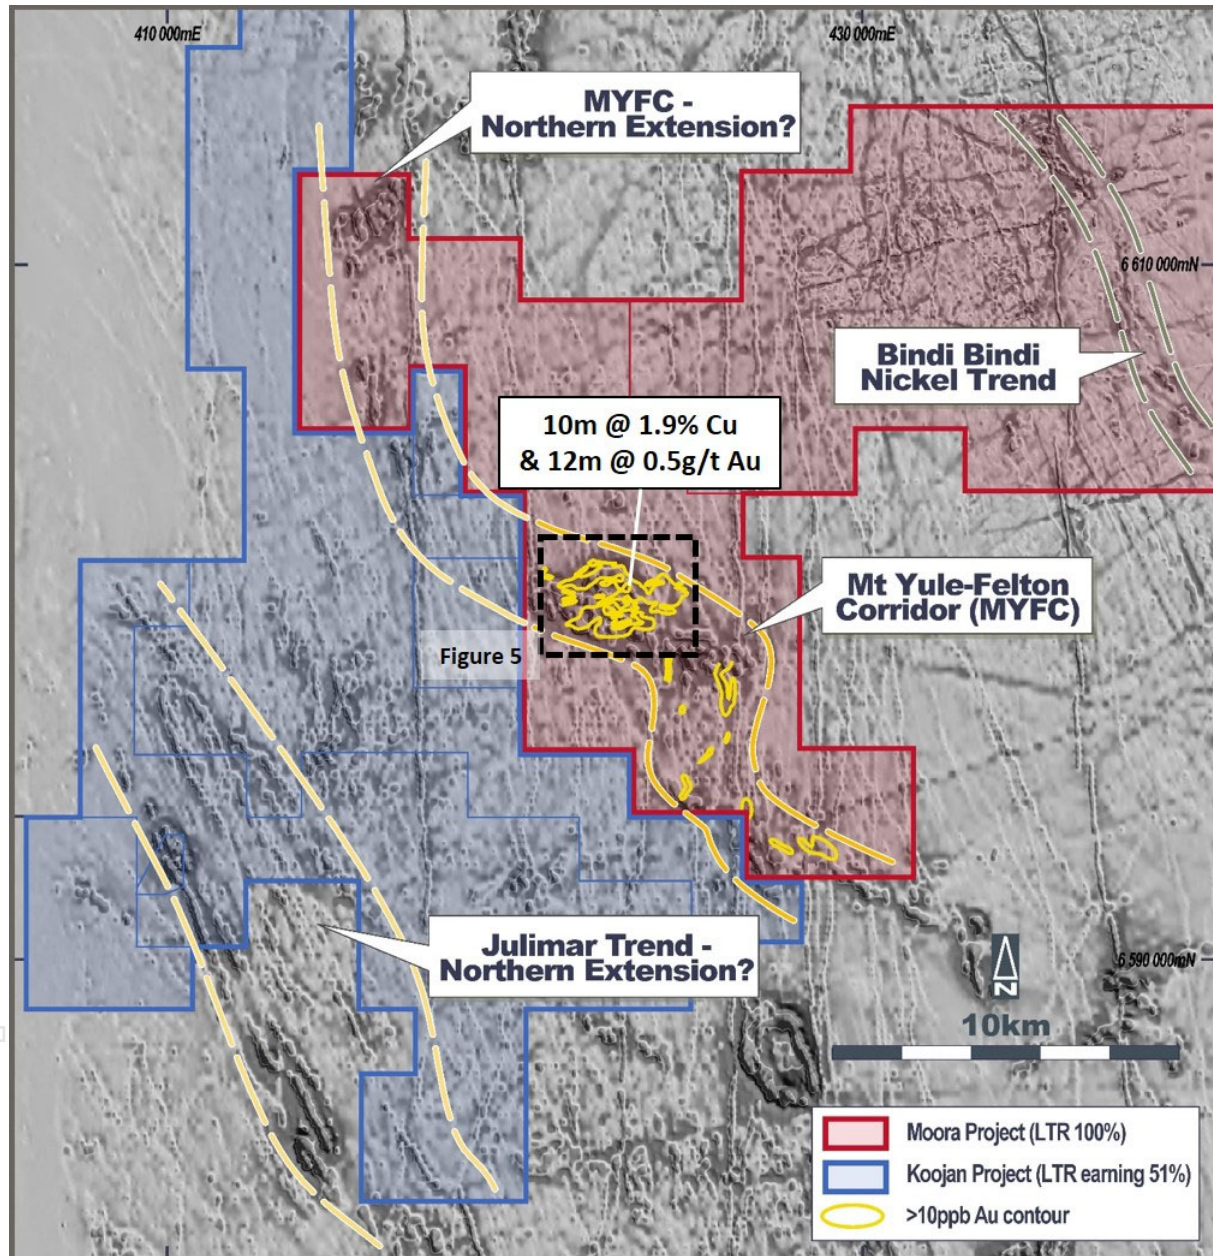 410 000mE
430 000mE
MYFC -
Northern Extension?
6 610 000mN
Bindi Bindi
Nickel Trend
10m @ 1.9% Cu
& 12m @ 0.5g/t Au
Mt Yule-Felton
Corridor (MYFC)
Figure 5
Julimar Trend -
Northern Extension?
6 590 000mN
N
10km
Moora Project (LTR 100%)
Koojan Project (LTR earning 51%)
>10ppb Au contour